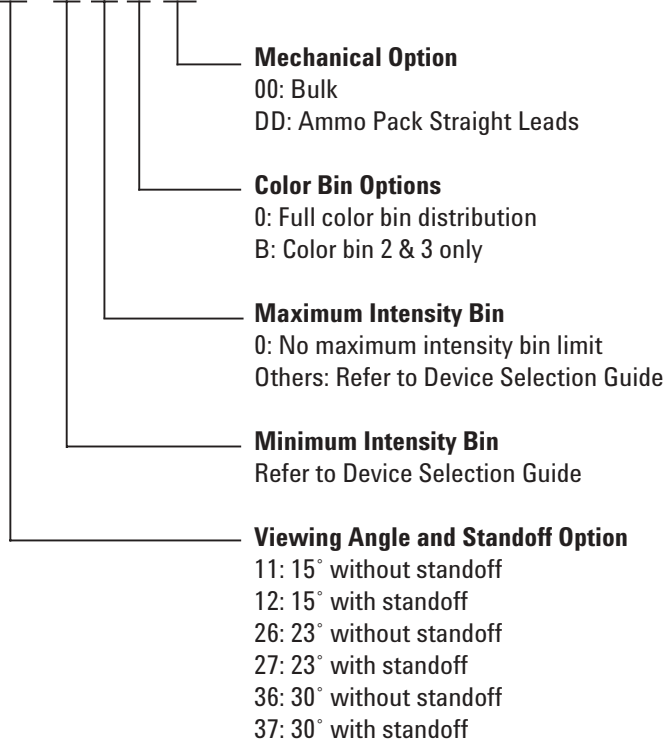 Mechanical Option
00: Bulk
DD: Ammo Pack Straight Leads
Color Bin Options
0: Full color bin distribution
B: Color bin 2 & 3 only
Maximum Intensity Bin
0: No maximum intensity bin limit
Others: Refer to Device Selection Guide
Minimum Intensity Bin
Refer to Device Selection Guide
Viewing Angle and Standoff Option
11: 15˚ without standoff
12: 15˚ with standoff
26: 23˚ without standoff
27: 23˚ with standoff
36: 30˚ without standoff
37: 30˚ with standoff